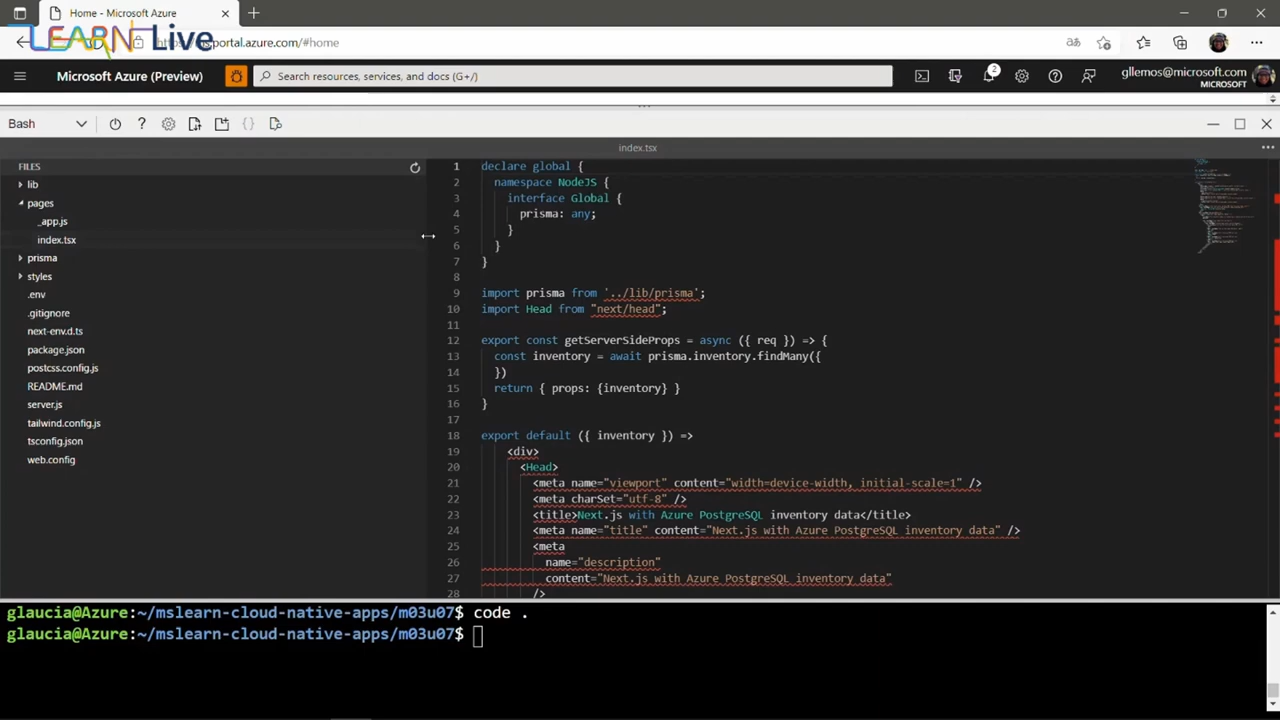 Home - Microsoft Azure
LEARN Live
portal.azure.com/#home
Microsoft Azure (Preview)
Search resources, services, and docs (G+/)
2
gllemos@microsoft.com
MICROSOFT
Bash
index.tsx
FILES
lib
pages
_app.js
index.tsx
prisma
styles
.env
.gitignore
next-env.d.ts
package.json
postcss.config.js
README.md
server.js
tailwind.config.js
tsconfig.json
web.config
1 declare global {
2 namespace NodeJS {
3 interface Global {
4 prisma: any;
5 }
6 }
7 }
8
9 import prisma from '../lib/prisma';
10 import Head from "next/head";
11
12 export const getServerSideProps = async ({ req }) => {
13 const inventory = await prisma.inventory.findMany({
14 })
15 return { props: {inventory} }
16 }
17
18 export default ({ inventory }) =>
19 <div>
20 <Head>
21 <meta name="viewport" content="width=device-width, initial-scale=1" />
22 <meta charSet="utf-8" />
23 <title>Next.js with Azure PostgreSQL inventory data</title>
24 <meta name="title" content="Next.js with Azure PostgreSQL inventory data" />
25 <meta
26 name="description"
27 content="Next.js with Azure PostgreSQL inventory data"
28 />
glaucia@Azure:~/mslearn-cloud-native-apps/m03u07$ code .
glaucia@Azure:~/mslearn-cloud-native-apps/m03u07$